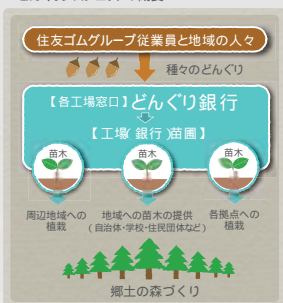 住友ゴムグループ従業員と地域の人々
種々のどんぐり
【各工場窓口】どんぐり銀行
【工場(銀行)苗圃】
苗木 苗木 苗木
周辺地域への
植栽
地域への苗木の提供
(自治体・学校・住民団体など)
各拠点への
植栽
郷土の森づくり